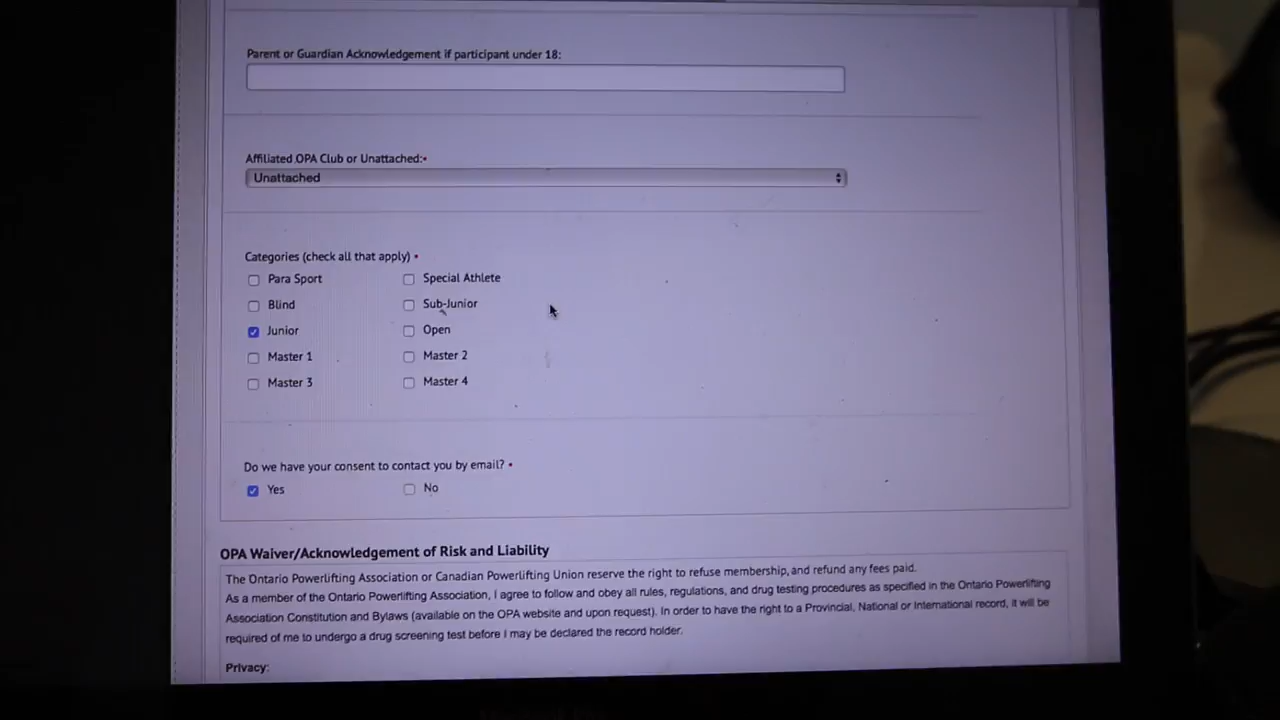 Parent or Guardian Acknowledgement if participant under 18:
Affiliated OPA Club or Unattached:•
Unattached
Categories (check all that apply) •
Para Sport
Special Athlete
Blind
Sub-Junior
Junior
Open
Master 1
Master 2
Master 3
Master 4
Do we have your consent to contact you by email? •
Yes
No
OPA Waiver/Acknowledgement of Risk and Liability
The Ontario Powerlifting Association or Canadian Powerlifting Union reserve the right to refuse membership, and refund any fees paid.
As a member of the Ontario Powerlifting Association, I agree to follow and obey all rules, regulations, and drug testing procedures as specified in the Ontario Powerlifting
Association Constitution and Bylaws (available on the OPA website and upon request). In order to have the right to a Provincial, National or International record, it will be
required of me to undergo a drug screening test before I may be declared the record holder.
Privacy: